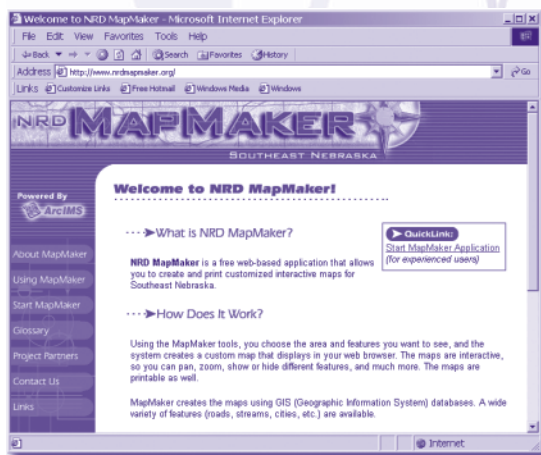 Welcome to NRD MapMaker - Microsoft Internet Explorer
File Edit View Favorites Tools Help
Back Search Favorites History
Address http://www.nrdmapmaker.org/ Go
Links Customize Links Free Hotmail Windows Media Windows
NRD MAPMAKER
SOUTHEAST NEBRASKA
Powered By
ArcIMS
About MapMaker
Using MapMaker
Start MapMaker
Glossary
Project Partners
Contact Us
Links
Welcome to NRD MapMaker!
What is NRD MapMaker?
NRD MapMaker is a free web-based application that allows
you to create and print customized interactive maps for
Southeast Nebraska.
QuickLink:
Start MapMaker Application
(for experienced users)
How Does It Work?
Using the MapMaker tools, you choose the area and features
you want to see, and the
system creates a custom map that displays in your web browser. The maps are interactive,
so you can pan, zoom, show or hide different features, and much more. The maps are
printable as well.
MapMaker creates the maps using GIS (Geographic Information System) databases. A wide
variety of features (roads, streams, cities, etc.) are available.
Internet